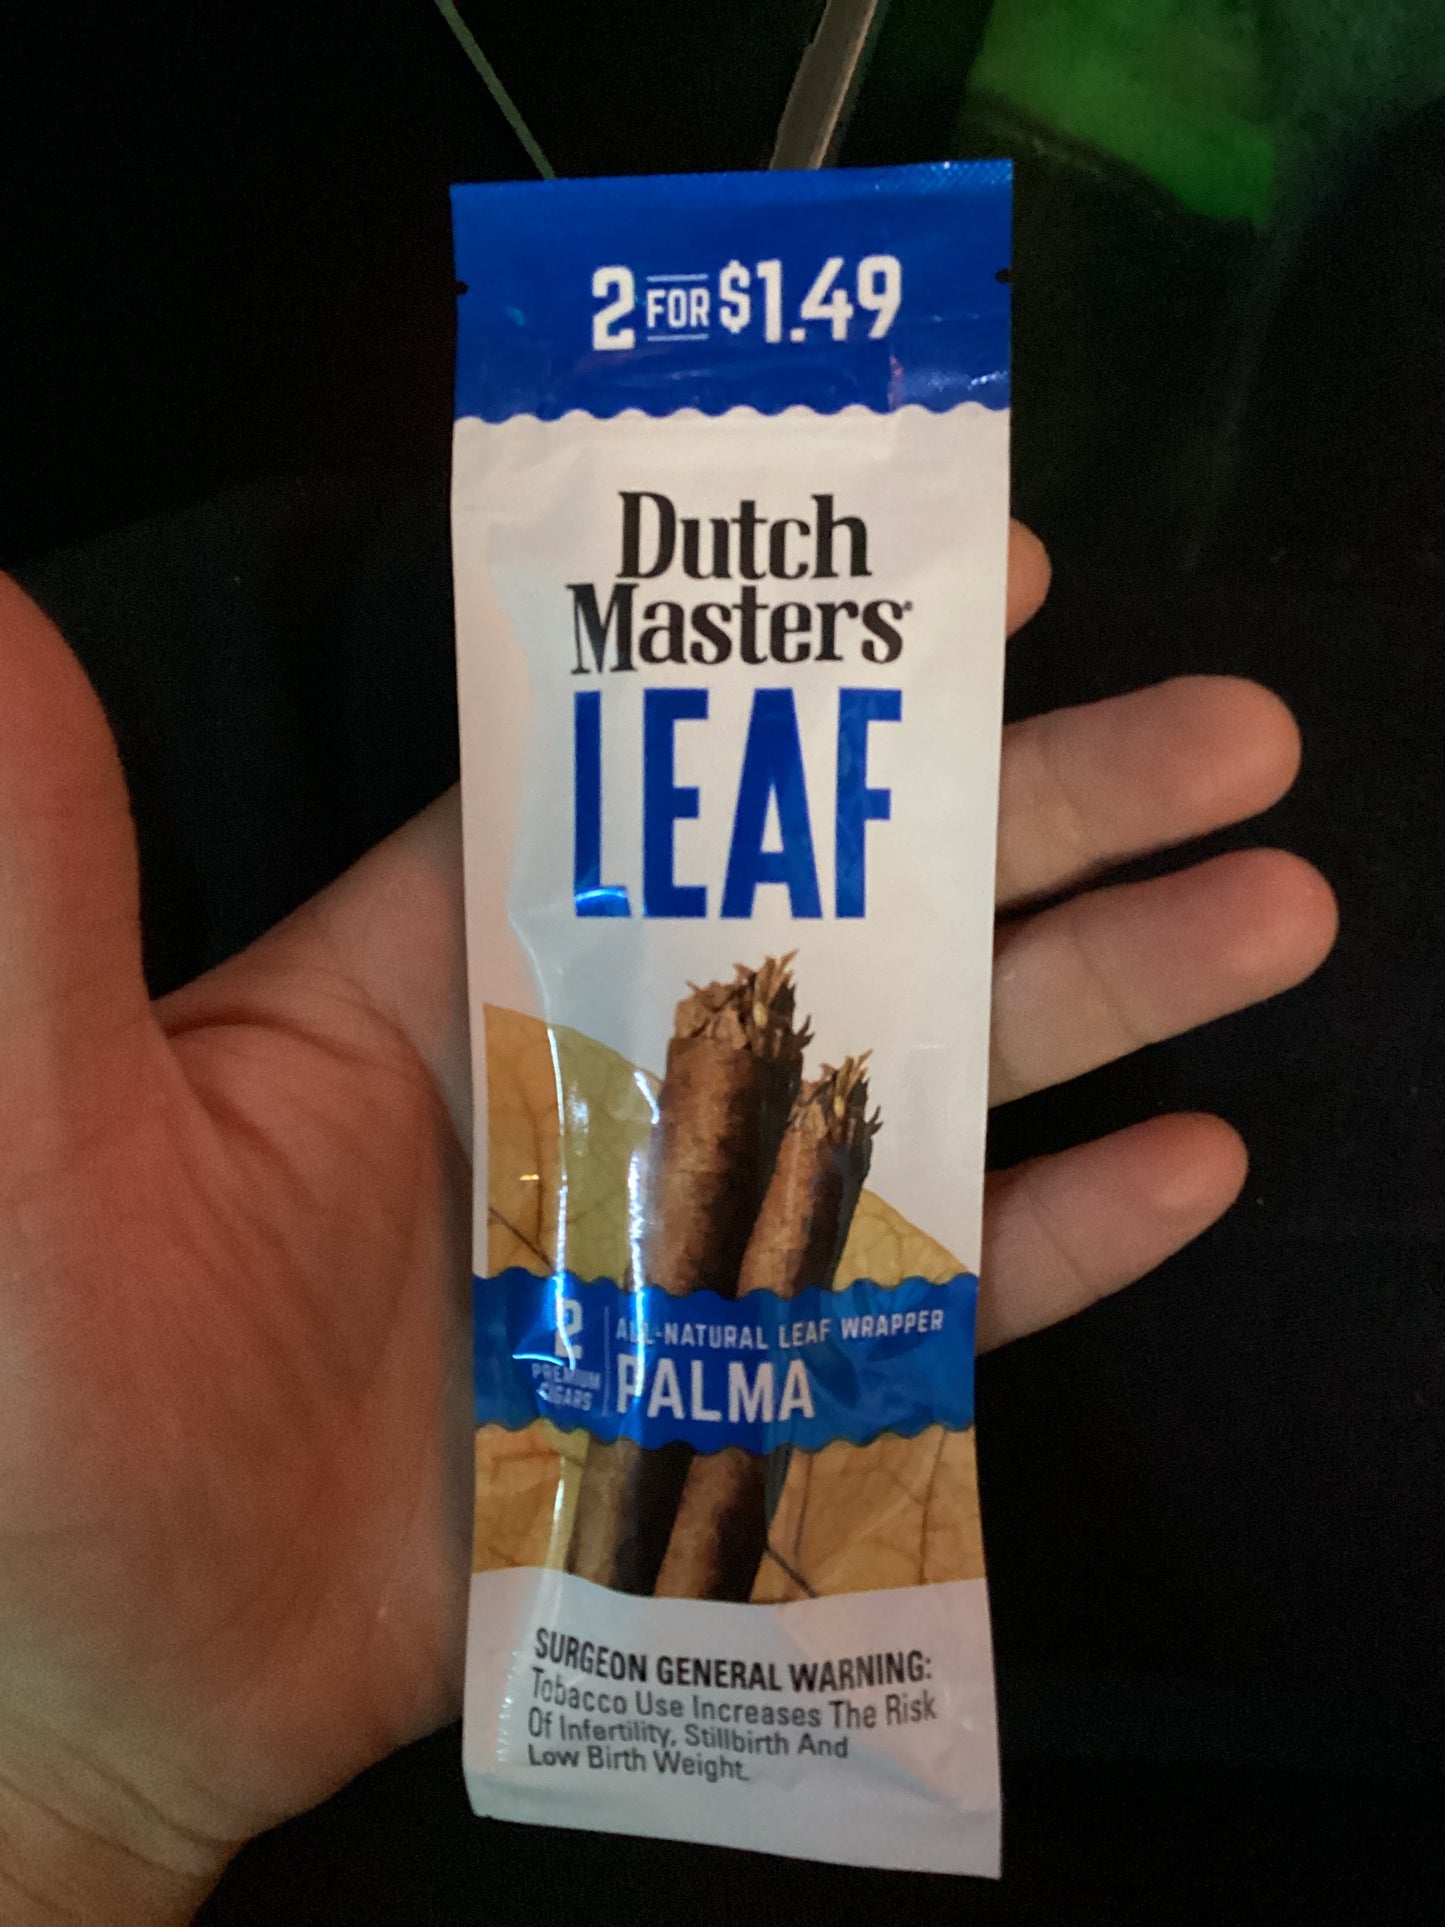 2 FOR $1.49
Dutch
Masters®
LEAF
2
PREMIUM
CIGARS
ALL-NATURAL LEAF WRAPPER
PALMA
SURGEON GENERAL WARNING:
Tobacco Use Increases The Risk
Of Infertility, Stillbirth And
Low Birth Weight.